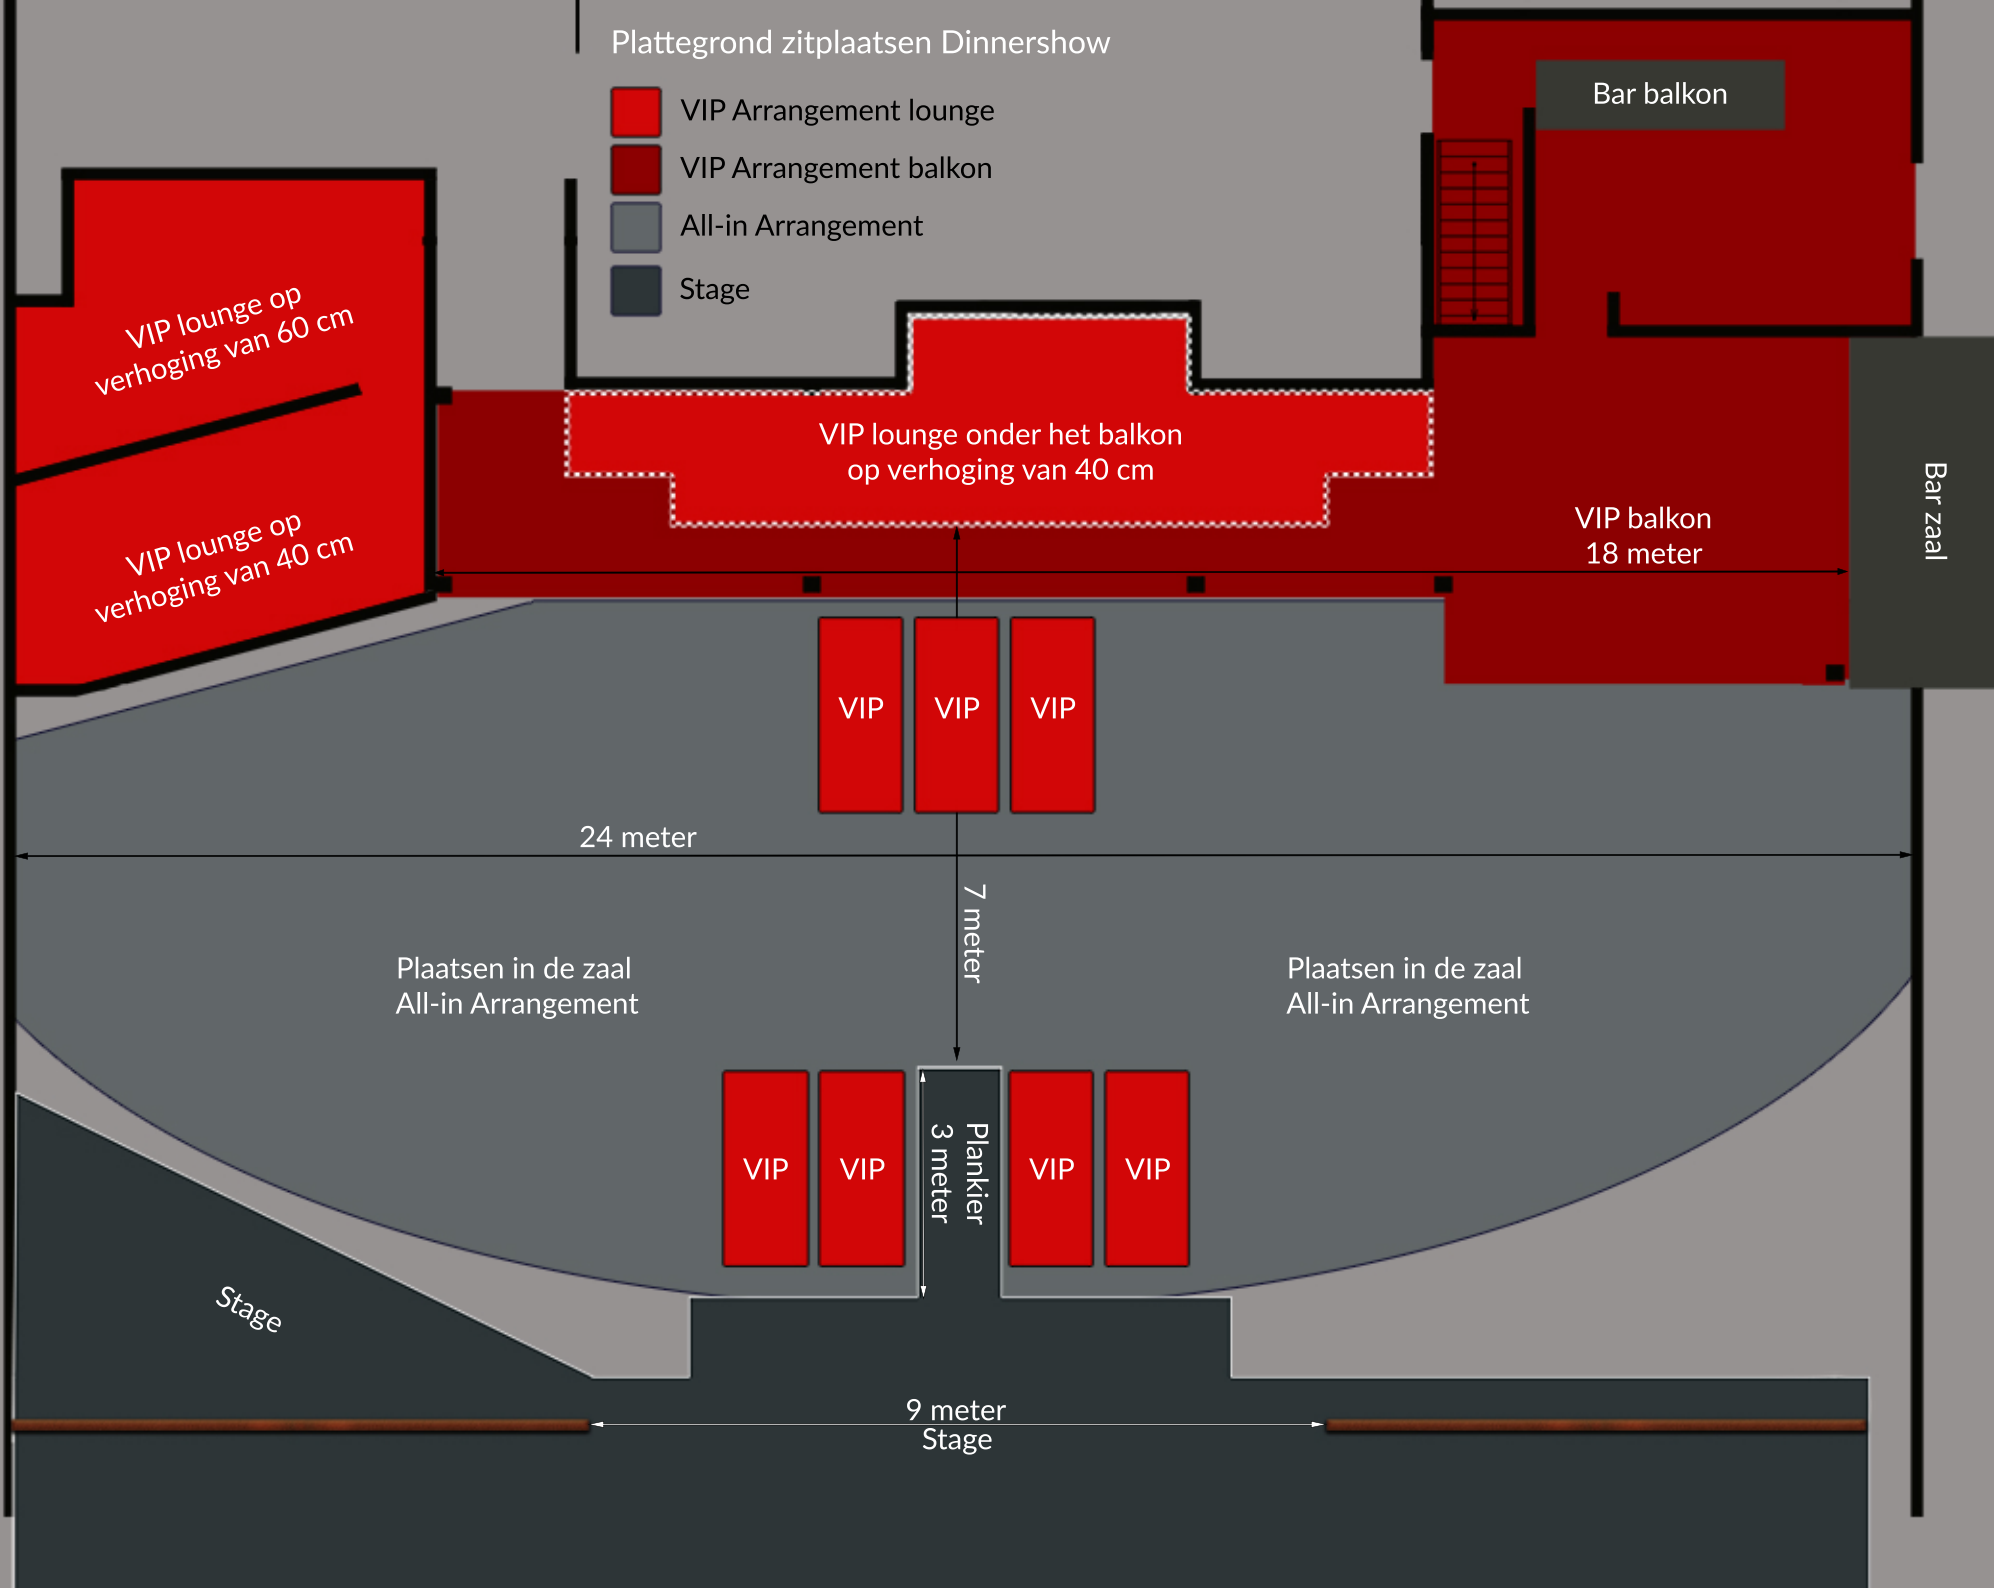 Plattegrond zitplaatsen Dinnershow
VIP Arrangement lounge
VIP Arrangement balkon
All-in Arrangement
Stage
Bar balkon
VIP lounge op
verhoging van 60 cm
VIP lounge onder het balkon
op verhoging van 40 cm
Bar zaal
VIP balkon
18 meter
VIP lounge op
verhoging van 40 cm
VIP
VIP
VIP
24 meter
7 meter
Plaatsen in de zaal
All-in Arrangement
Plaatsen in de zaal
All-in Arrangement
VIP
VIP
Plankier
3 meter
VIP
VIP
Stage
9 meter
Stage